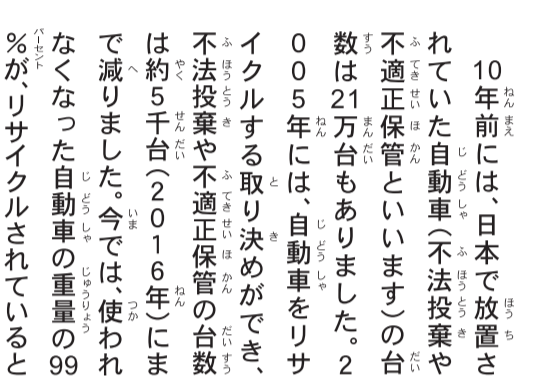 10年前には、日本で放置さ
れていた自動車（不法投棄や
不適正保管といいます）の台
数は21万台もありました。2
005年には、自動車をリサ
イクルする取り決めができ、
不法投棄や不適正保管の台数
は約5千台（2016年）にま
で減りました。今では、使われ
なくなった自動車の重量の99
%が、リサイクルされていると